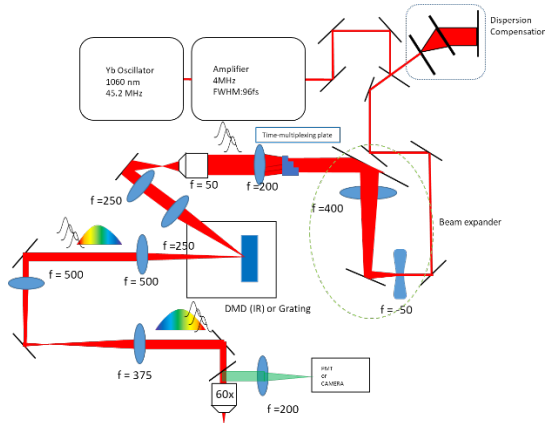 Dispersion
Compensation
Yb Oscillator
1060 nm
45.2 MHz
Amplifier
4MHz
FWHM:96fs
Time-multiplexing plate
f = 50
f =200
f =250
f =400
f =250
Beam expander
f = 500
f = 500
DMD (IR) or Grating
f = -50
f = 375
60x
f =200
PMT
or
CAMERA